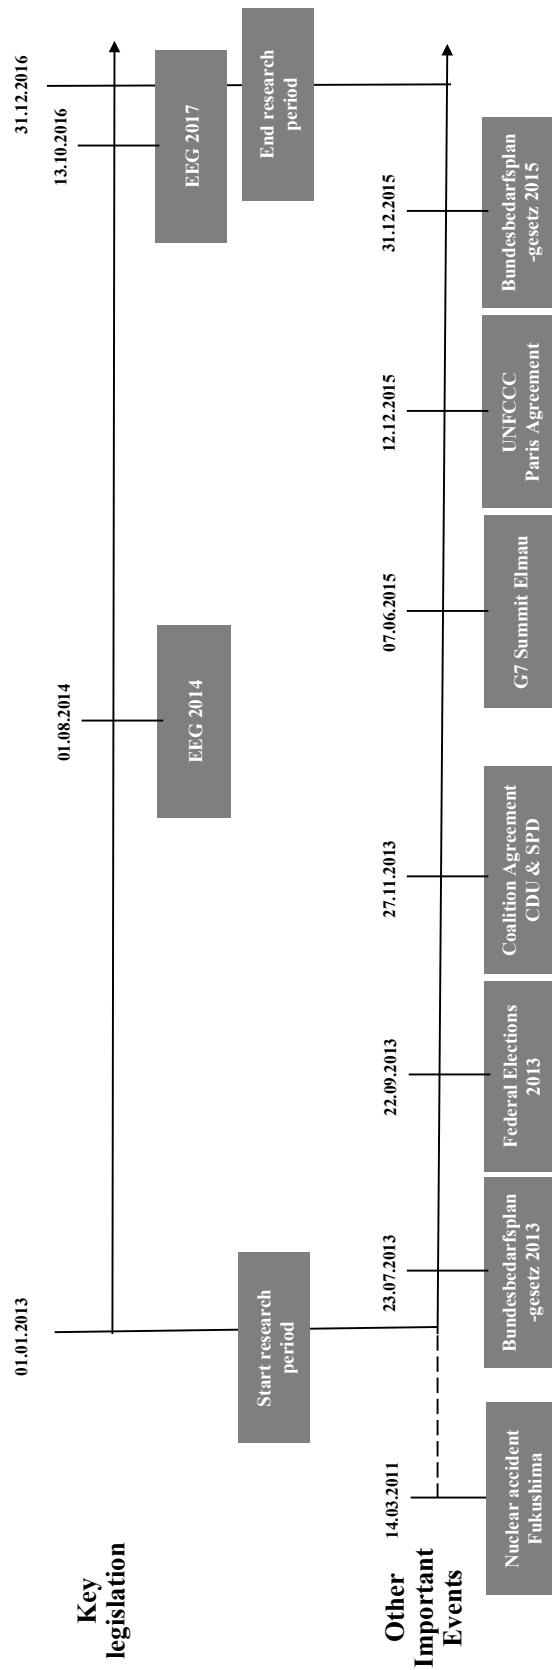 Key
legislation
01.01.2013
01.08.2014
13.10.2016
31.12.2016
EEG 2014
EEG 2017
Start research
period
End research
period
Other
Important
Events
14.03.2011
23.07.2013
22.09.2013
27.11.2013
07.06.2015
12.12.2015
31.12.2015
Nuclear accident
Fukushima
Bundesbedarfsplan
-gesetz 2013
Federal Elections
2013
Coalition Agreement
CDU & SPD
G7 Summit Elmau
UNFCCC
Paris Agreement
Bundesbedarfsplan
-gesetz 2015